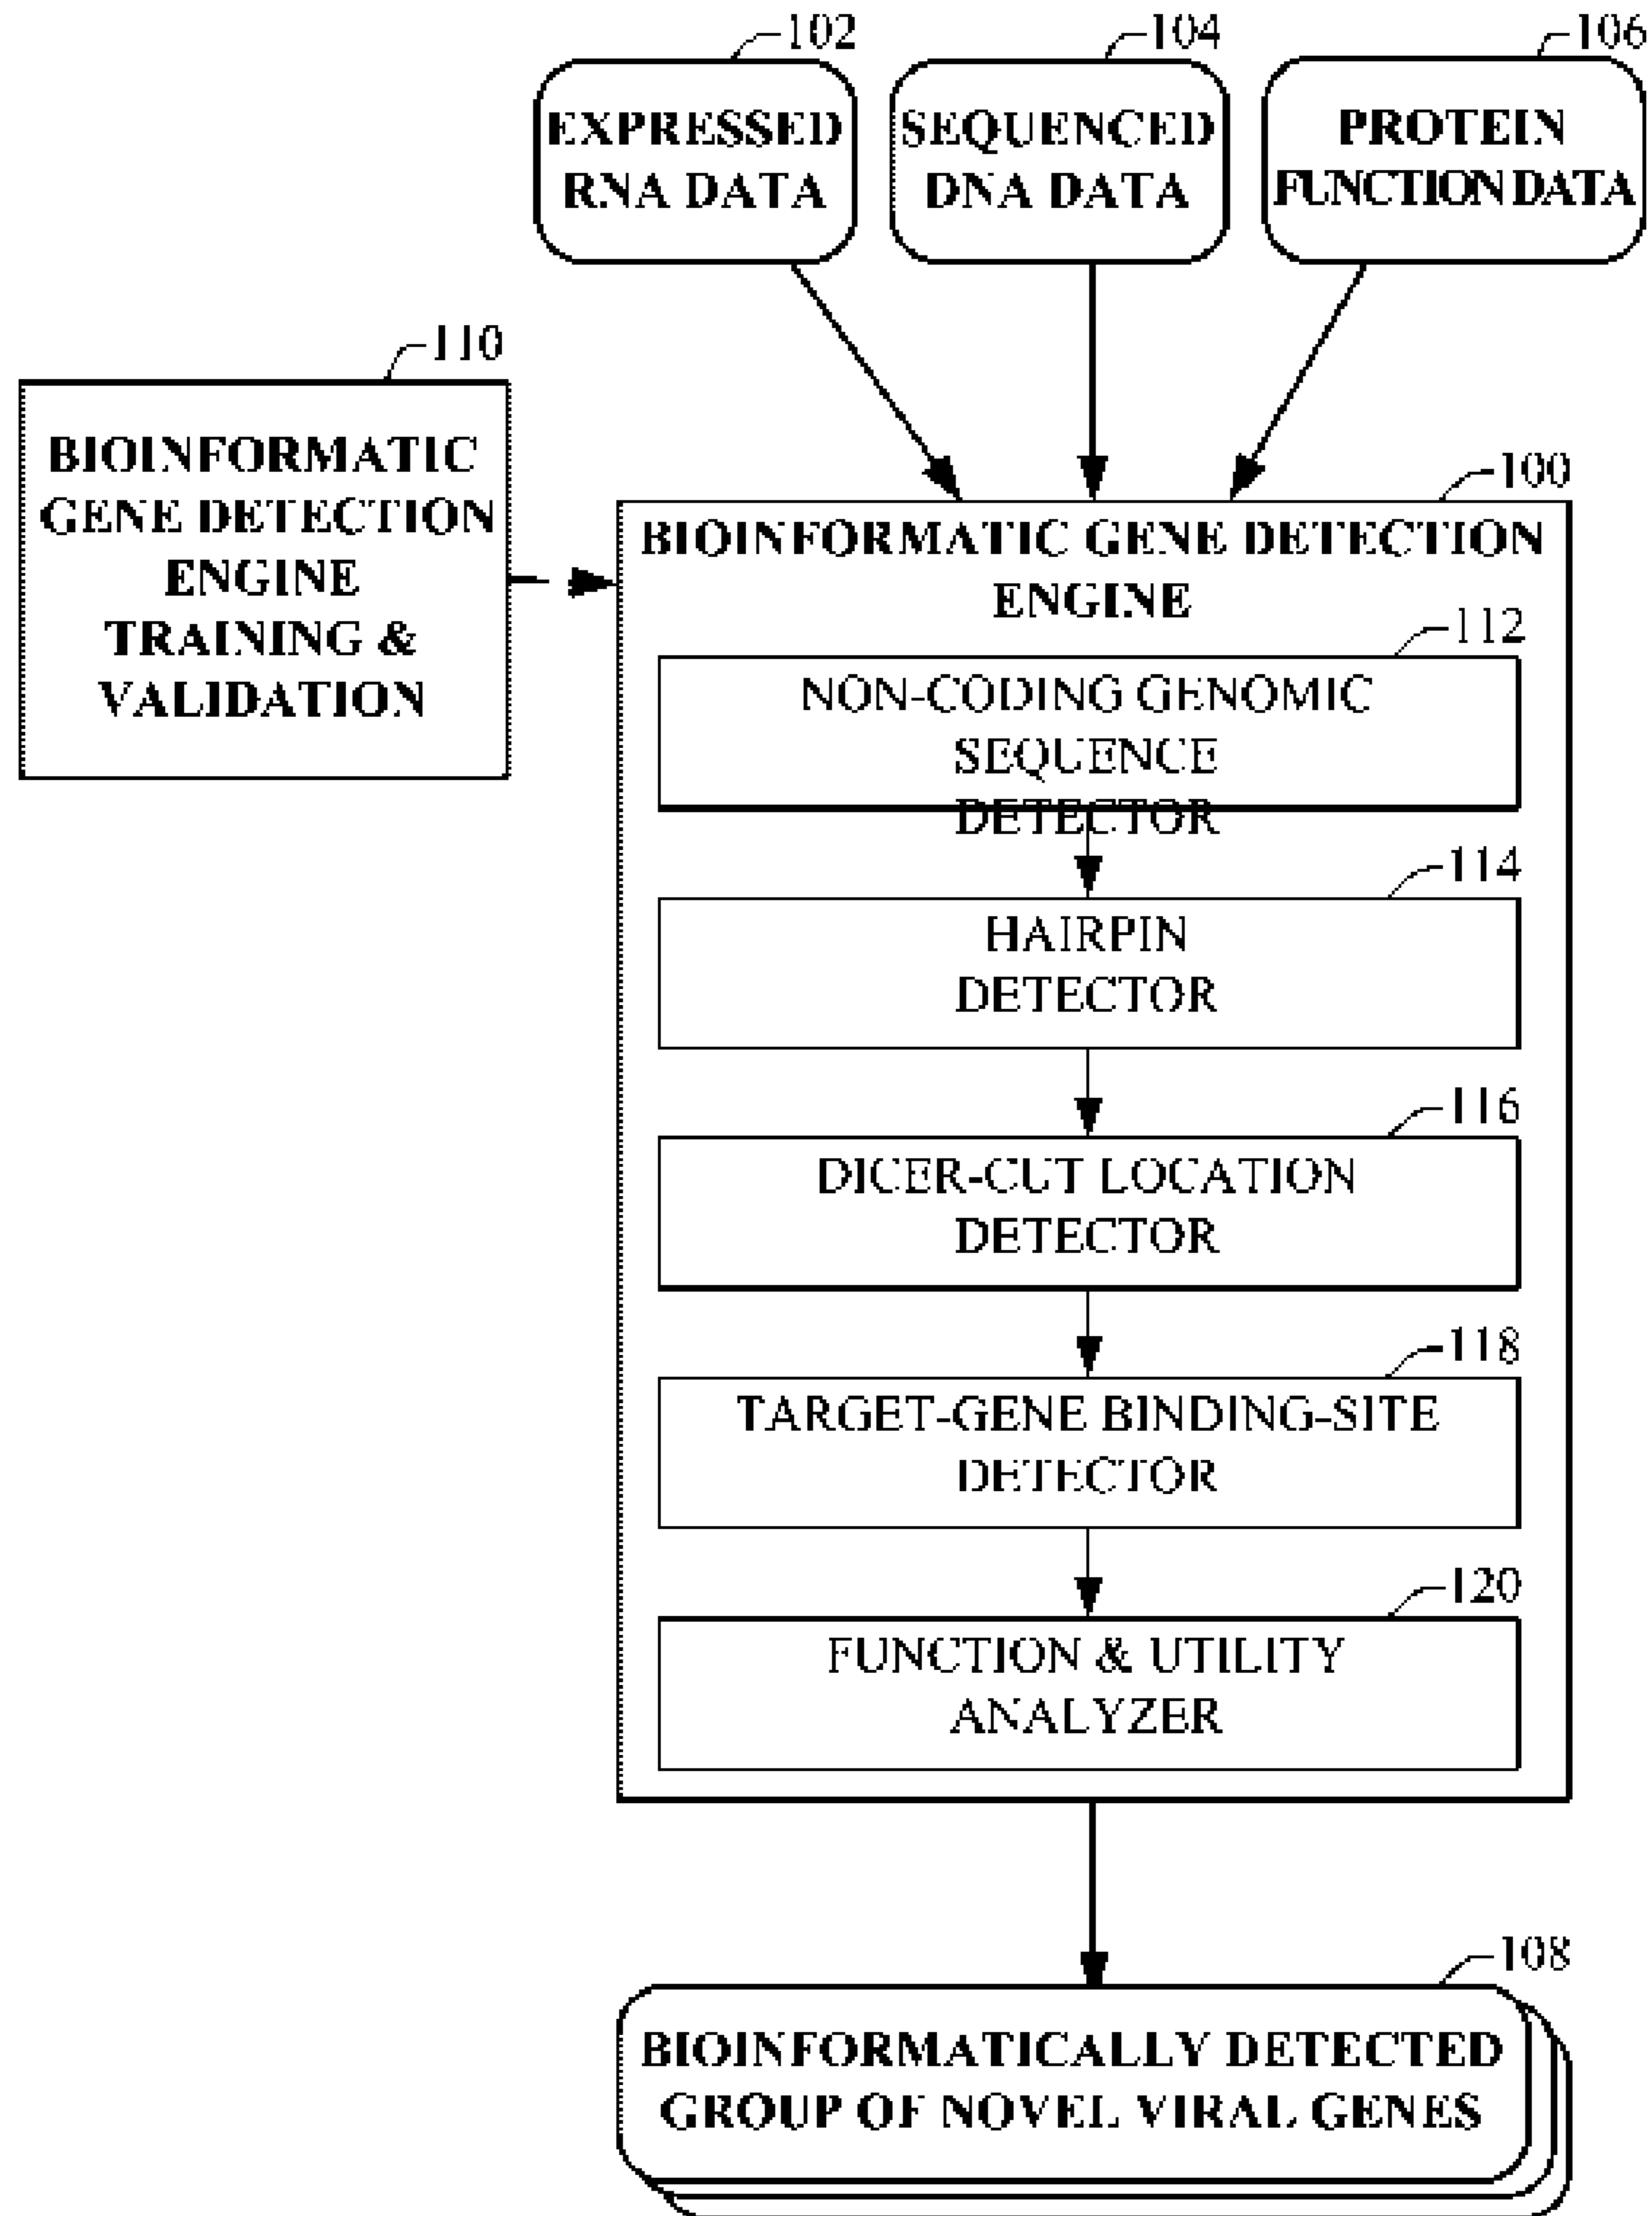 102
104
106
EXPRESSED
RNA DATA
SEQUENCED
DNA DATA
PROTEIN
FUNCTION DATA
110
BIOINFORMATIC
GENE DETECTION
ENGINE
TRAINING &
VALIDATION
100
BIOINFORMATIC GENE DETECTION
ENGINE
112
NON-CODING GENOMIC
SEQUENCE
DETECTOR
114
HAIRPIN
DETECTOR
116
DICER-CUT LOCATION
DETECTOR
118
TARGET-GENE BINDING-SITE
DETECTOR
120
FUNCTION & UTILITY
ANALYZER
108
BIOINFORMATICALLY DETECTED
GROUP OF NOVEL VIRAL GENES